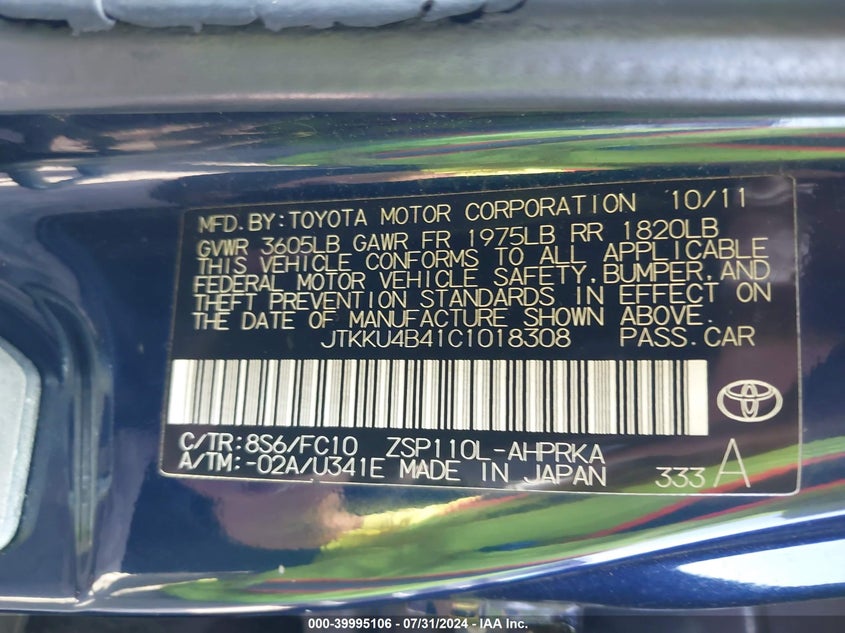 MFD. BY: TOYOTA MOTOR CORPORATION 10/11
GVWR 3605LB GAWR FR 1975LB RR 1820LB
THIS VEHICLE CONFORMS TO ALL APPLICABLE
FEDERAL MOTOR VEHICLE SAFETY, BUMPER, AND
THEFT PREVENTION STANDARDS IN EFFECT ON
THE DATE OF MANUFACTURE SHOWN ABOVE.
JTKKU4B41C1018308 PASS. CAR
C/TR: 8S6/FC10 ZSP110L-AHPRKA
A/TM: -02A/U341E MADE IN JAPAN 333 A
000-39995106 - 07/31/2024 - IAA Inc.